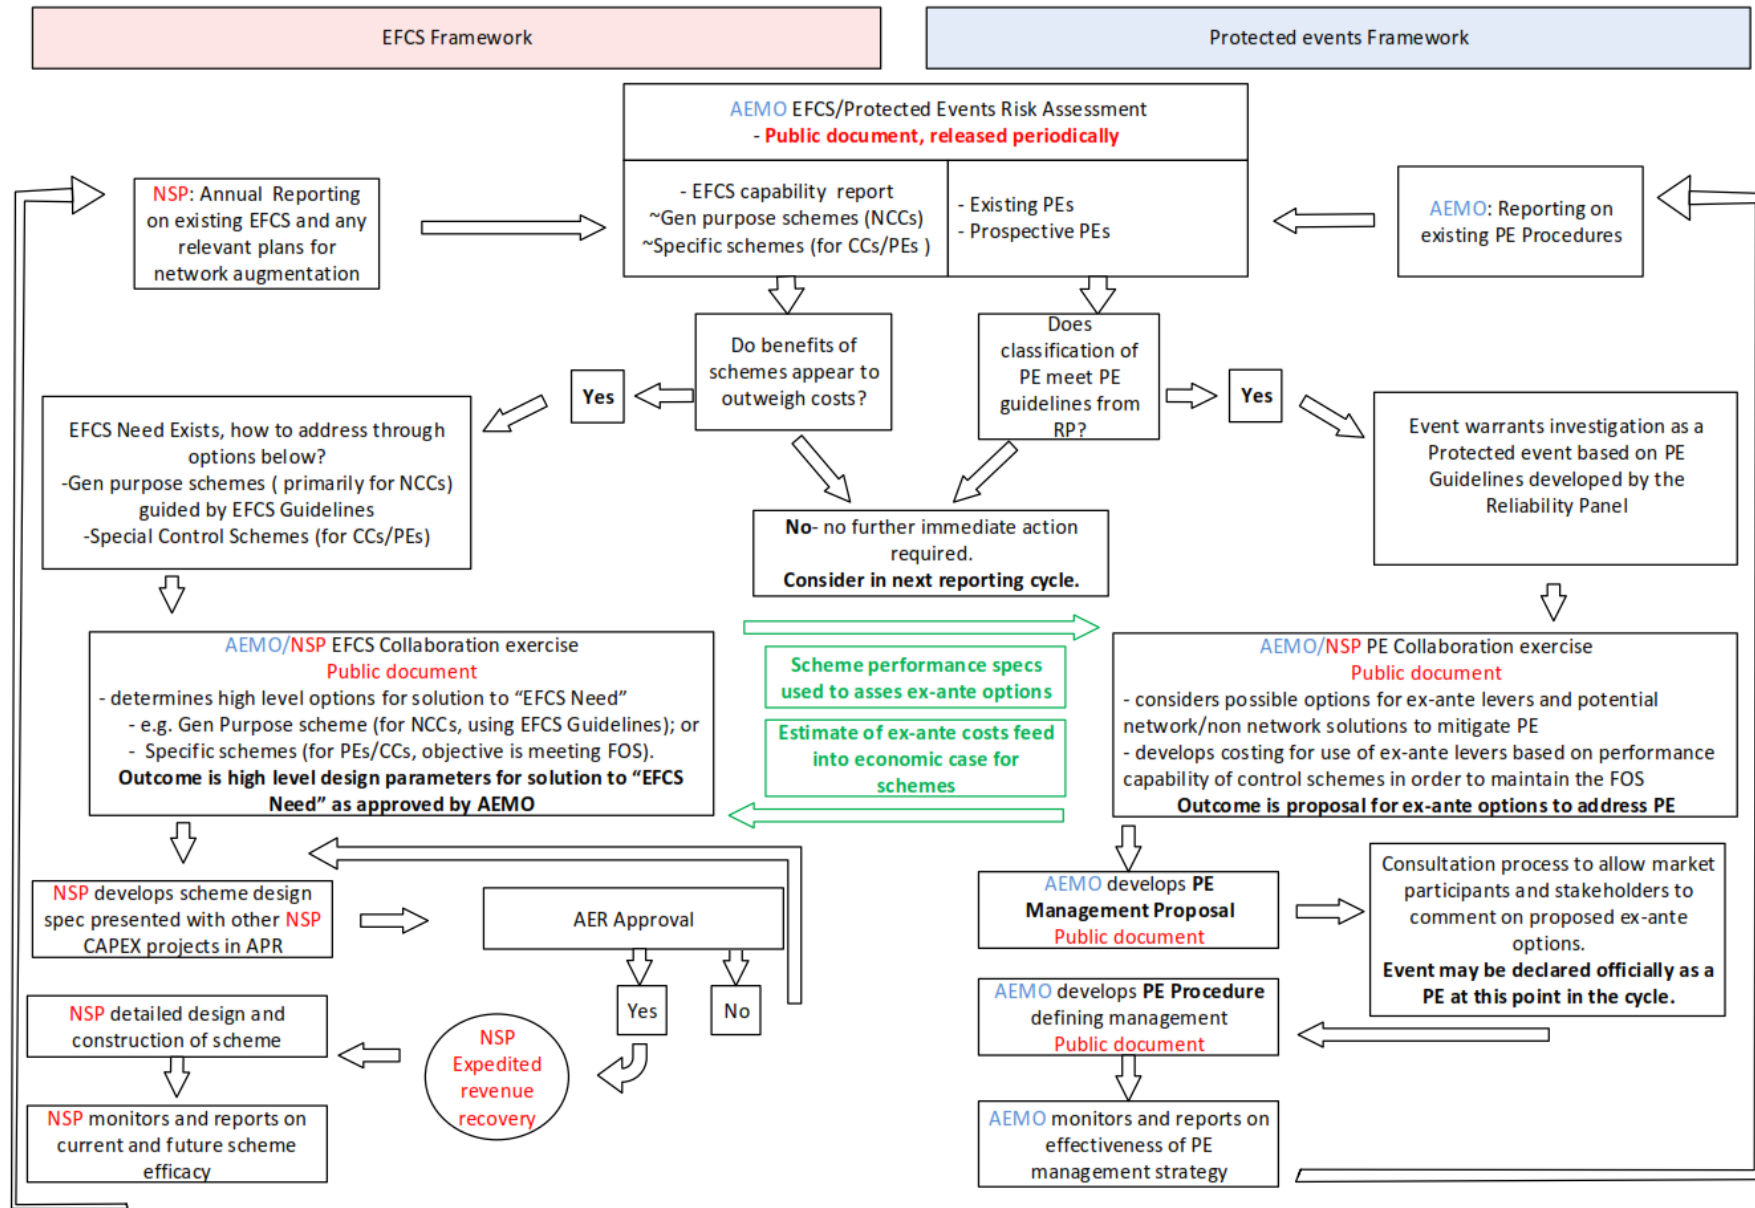 EFCS Framework
Protected events Framework
AEMO EFCS/Protected Events Risk Assessment
- Public document, released periodically
- EFCS capability report
~Gen purpose schemes (NCCs)
~Specific schemes (for CCs/PEs )
- Existing PEs
- Prospective PEs
NSP: Annual Reporting
on existing EFCS and any
relevant plans for
network augmentation
AEMO: Reporting on
existing PE Procedures
Do benefits of
schemes appear to
outweigh costs?
Does
classification of
PE meet PE
guidelines from
RP?
Yes
Yes
EFCS Need Exists, how to address through
options below?
-Gen purpose schemes ( primarily for NCCs)
guided by EFCS Guidelines
-Special Control Schemes (for CCs/PEs)
Event warrants investigation as a
Protected event based on PE
Guidelines developed by the
Reliability Panel
No- no further immediate action
required.
Consider in next reporting cycle.
AEMO/NSP EFCS Collaboration exercise
Public document
- determines high level options for solution to “EFCS Need”
- e.g. Gen Purpose scheme (for NCCs, using EFCS Guidelines); or
- Specific schemes (for PEs/CCs, objective is meeting FOS).
Outcome is high level design parameters for solution to “EFCS
Need” as approved by AEMO
Scheme performance specs
used to asses ex-ante options
Estimate of ex-ante costs feed
into economic case for
schemes
AEMO/NSP PE Collaboration exercise
Public document
- considers possible options for ex-ante levers and potential
network/non network solutions to mitigate PE
- develops costing for use of ex-ante levers based on performance
capability of control schemes in order to maintain the FOS
Outcome is proposal for ex-ante options to address PE
NSP develops scheme design
spec presented with other NSP
CAPEX projects in APR
AER Approval
Yes
No
NSP
Expedited
revenue
recovery
NSP detailed design and
construction of scheme
NSP monitors and reports on
current and future scheme
efficacy
AEMO develops PE
Management Proposal
Public document
Consultation process to allow market
participants and stakeholders to
comment on proposed ex-ante
options.
Event may be declared officially as a
PE at this point in the cycle.
AEMO develops PE Procedure
defining management
Public document
AEMO monitors and reports on
effectiveness of PE
management strategy